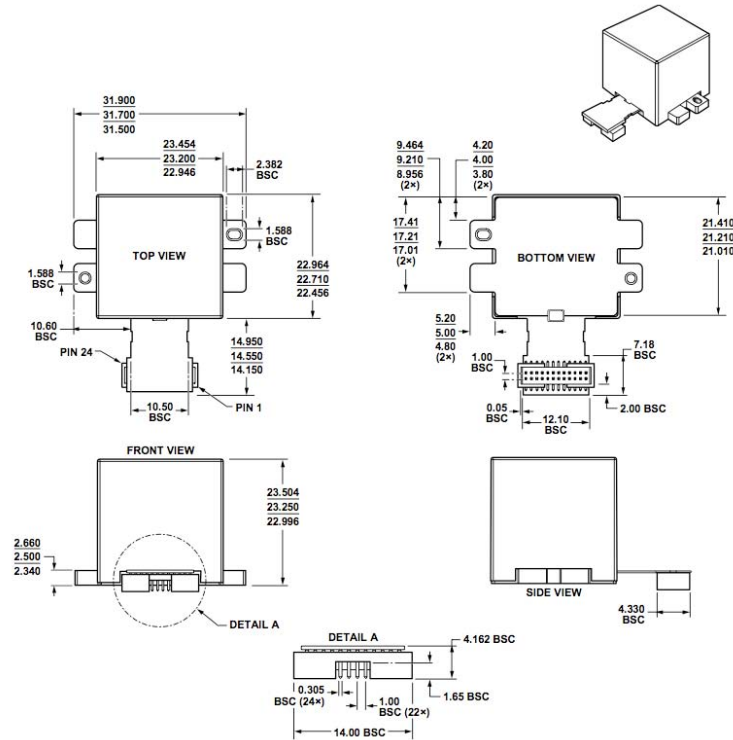 31.900
31.700
31.500
23.454
23.200
22.946
2.382
BSC
1.588
BSC
TOP VIEW
1.588
BSC
22.964
22.710
22.456
10.60
BSC
PIN 24
14.950
14.550
14.150
10.50
BSC
PIN 1
9.464
9.210
8.956
(2×)
4.20
4.00
3.80
(2×)
17.41
17.21
17.01
(2×)
BOTTOM VIEW
21.410
21.210
21.010
5.20
5.00
4.80
(2×)
1.00
BSC
7.18
BSC
2.00 BSC
0.05
BSC
12.10
BSC
FRONT VIEW
23.504
23.250
22.996
2.660
2.500
2.340
DETAIL A
SIDE VIEW
4.330
BSC
DETAIL A
4.162 BSC
0.305
BSC (24×)
1.00
BSC (22×)
1.65 BSC
14.00 BSC